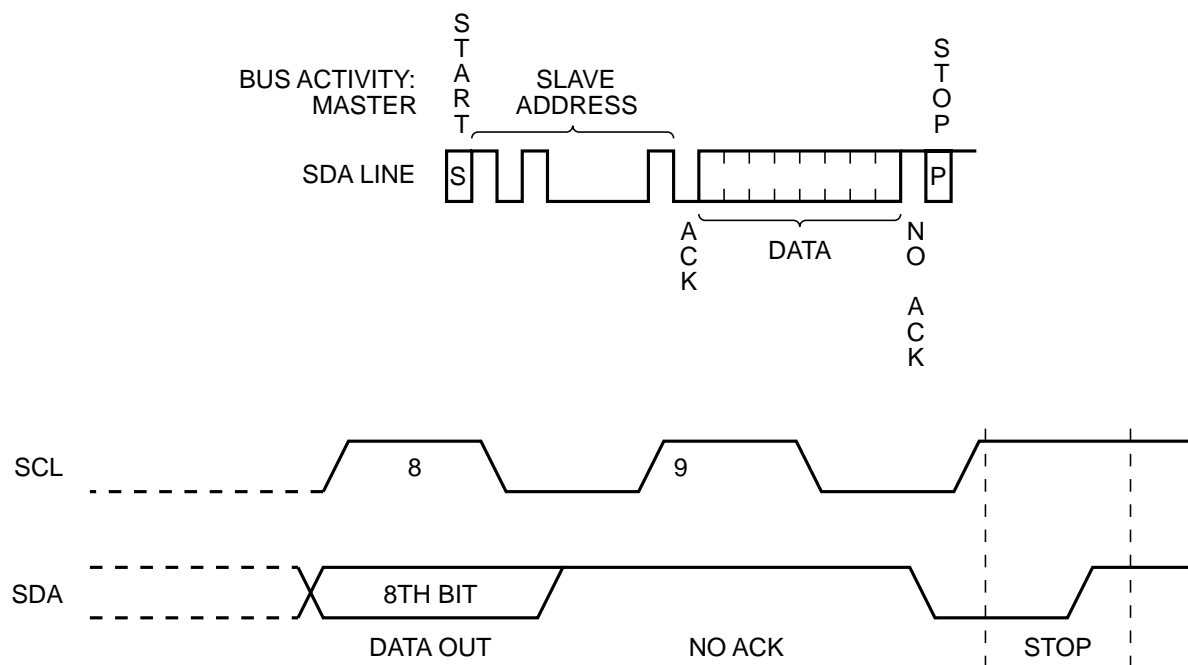 START
BUS ACTIVITY:
MASTER
SLAVE
ADDRESS
STOP
SDA LINE
S
P
ACK
DATA
NO ACK
SCL
8
9
SDA
8TH BIT
DATA OUT
NO ACK
STOP